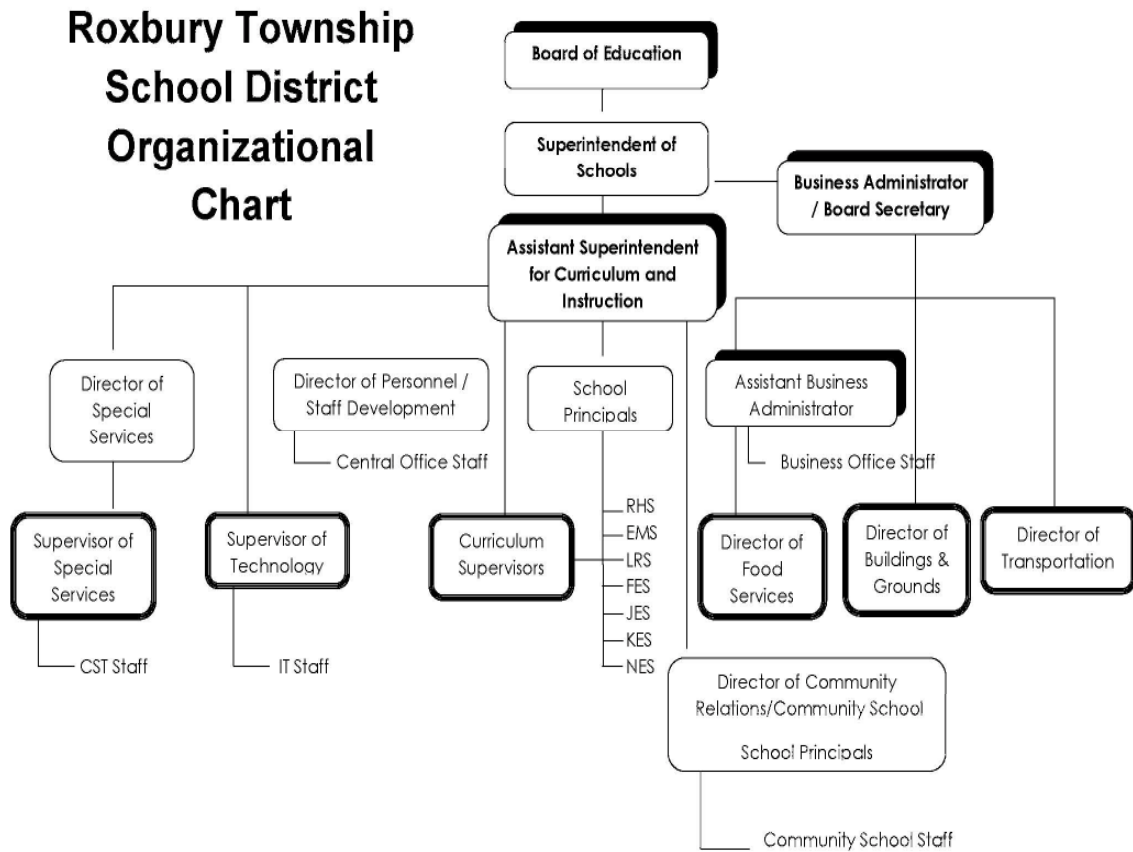 Roxbury Township
School District
Organizational
Chart
Board of Education
Superintendent of
Schools
Business Administrator
/ Board Secretary
Assistant Superintendent
for Curriculum and
Instruction
Director of
Special
Services
Director of Personnel /
Staff Development
Central Office Staff
School
Principals
Assistant Business
Administrator
Business Office Staff
Supervisor of
Special
Services
CST Staff
Supervisor of
Technology
IT Staff
Curriculum
Supervisors
RHS
EMS
LRS
FES
JES
KES
NES
Director of
Food
Services
Director of
Buildings &
Grounds
Director of
Transportation
Director of Community
Relations/Community School
School Principals
Community School Staff